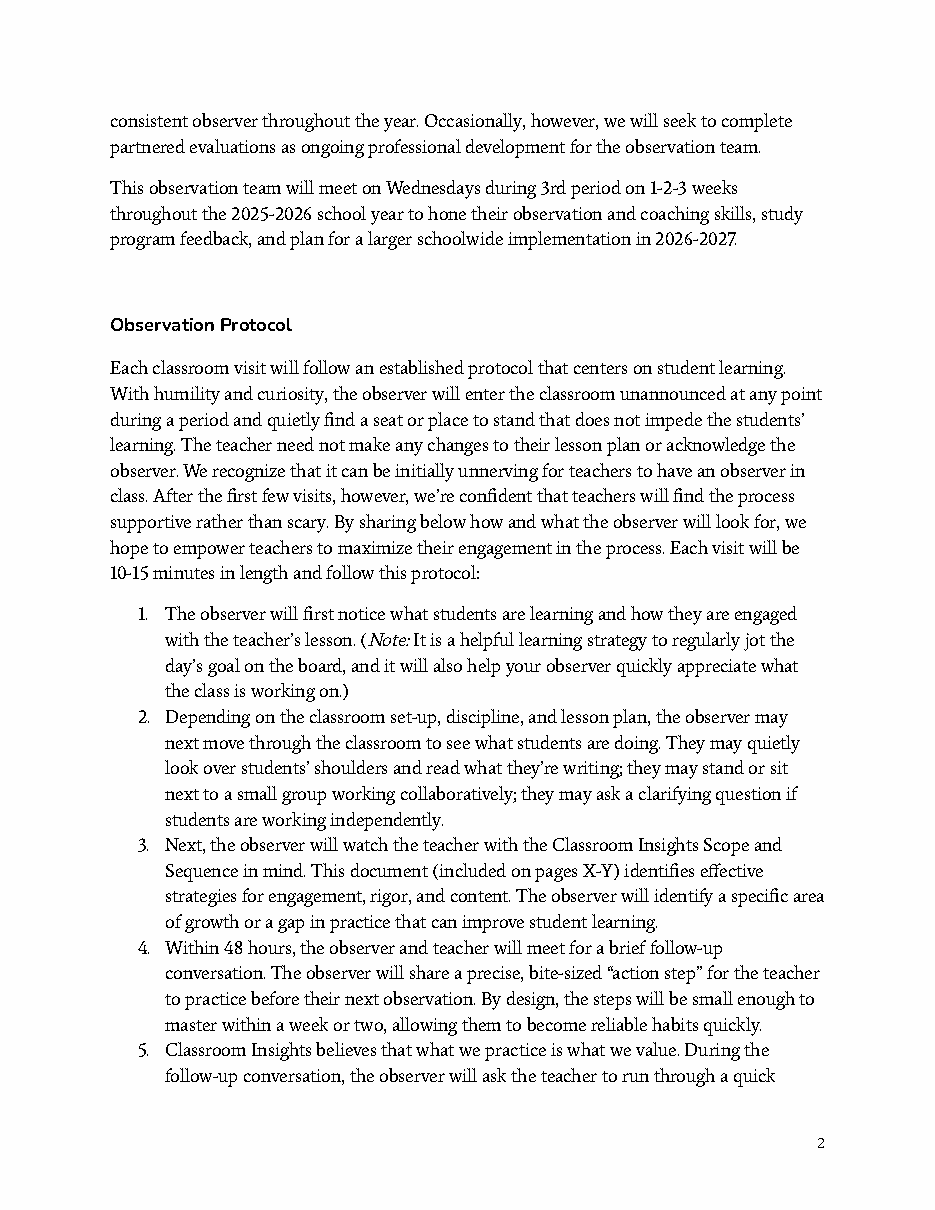 consistent observer throughout the year. Occasionally, however, we will seek to complete
partnered evaluations as ongoing professional development for the observation team.
This observation team will meet on Wednesdays during 3rd period on 1-2-3 weeks
throughout the 2025-2026 school year to hone their observation and coaching skills, study
program feedback, and plan for a larger schoolwide implementation in 2026-2027.
Observation Protocol
Each classroom visit will follow an established protocol that centers on student learning.
With humility and curiosity, the observer will enter the classroom unannounced at any point
during a period and quietly find a seat or place to stand that does not impede the students’
learning. The teacher need not make any changes to their lesson plan or acknowledge the
observer. We recognize that it can be initially unnerving for teachers to have an observer in
class. After the first few visits, however, we’re confident that teachers will find the process
supportive rather than scary. By sharing below how and what the observer will look for, we
hope to empower teachers to maximize their engagement in the process. Each visit will be
10-15 minutes in length and follow this protocol:
1. The observer will first notice what students are learning and how they are engaged
with the teacher’s lesson. (Note: It is a helpful learning strategy to regularly jot the
day’s goal on the board, and it will also help your observer quickly appreciate what
the class is working on.)
2. Depending on the classroom set-up, discipline, and lesson plan, the observer may
next move through the classroom to see what students are doing. They may quietly
look over students’ shoulders and read what they’re writing; they may stand or sit
next to a small group working collaboratively; they may ask a clarifying question if
students are working independently.
3. Next, the observer will watch the teacher with the Classroom Insights Scope and
Sequence in mind. This document (included on pages X-Y) identifies effective
strategies for engagement, rigor, and content. The observer will identify a specific area
of growth or a gap in practice that can improve student learning.
4. Within 48 hours, the observer and teacher will meet for a brief follow-up
conversation. The observer will share a precise, bite-sized “action step” for the teacher
to practice before their next observation. By design, the steps will be small enough to
master within a week or two, allowing them to become reliable habits quickly.
5. Classroom Insights believes that what we practice is what we value. During the
follow-up conversation, the observer will ask the teacher to run through a quick
2